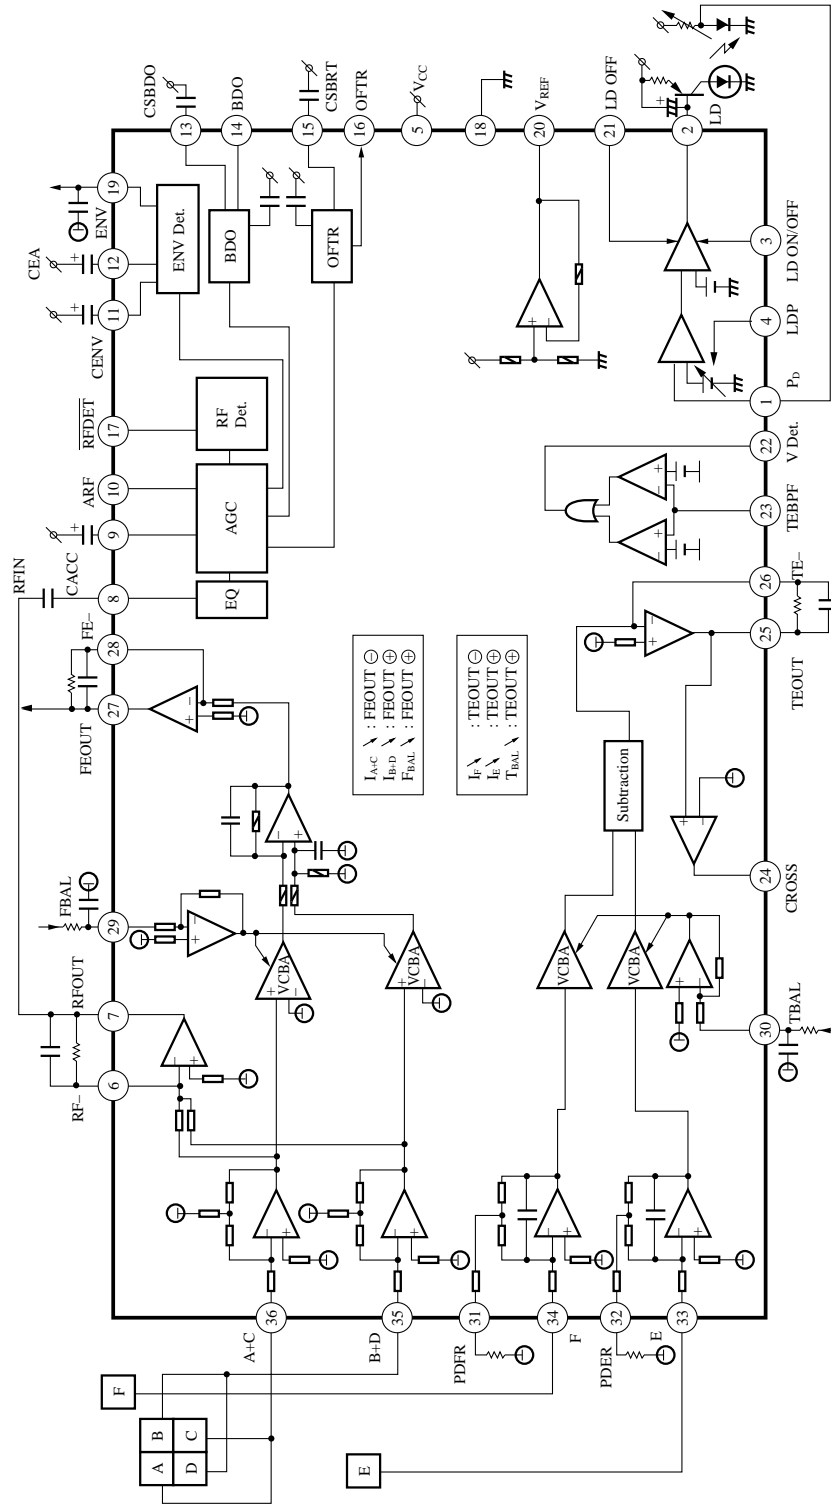 CSBDO
13
BDO
14
CSBRT
15
OFTR
16
VCC
5
18
VREF
20
LD OFF
21
LD
2
19
ENV
CEA
12
CENV
11
ENV Det.
BDO
OFTR
RFDET
17
RF
Det.
ARF
10
CACC
9
AGC
RFIN
8
EQ
FE−
28
FEOUT
27
FBAL
29
RFOUT
7
RF−
6
VCBA
VCBA
IA+C : FEOUT −
IB+D : FEOUT +
FBAL : FEOUT +
IF : TEOUT −
IE : TEOUT +
TBAL : TEOUT +
LD ON/OFF
3
LDP
4
PD
1
V Det.
22
TEBPF
23
TE−
26
TEOUT
25
Subtraction
CROSS
24
VCBA
VCBA
TBAL
30
A+C
36
B+D
35
PDFR
31
F
34
PDER
32
E
33
F
B
C
A
D
E